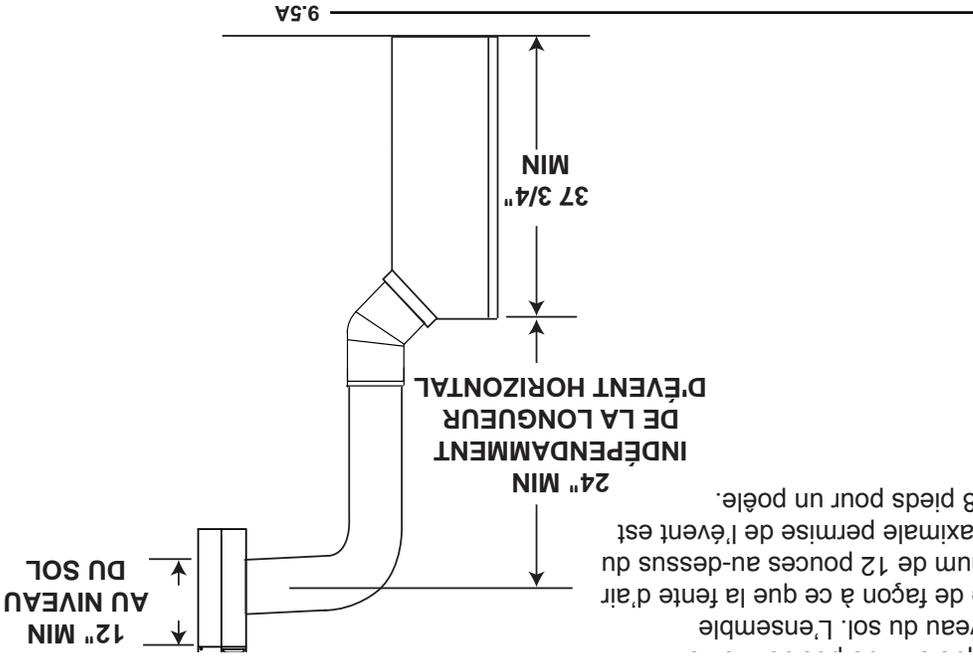 veau du sol. L'ensemble
e de façon à ce que la fente d'air
um de 12 pouces au-dessus du
aximale permise de l'évent est
8 pieds pour un poêle.
12" MIN
AU NIVEAU
DU SOL
24" MIN
INDÉPENDAMMENT
DE LA LONGUEUR
D'ÉVENT HORIZONTAL
37 3/4"
MIN
9.5A